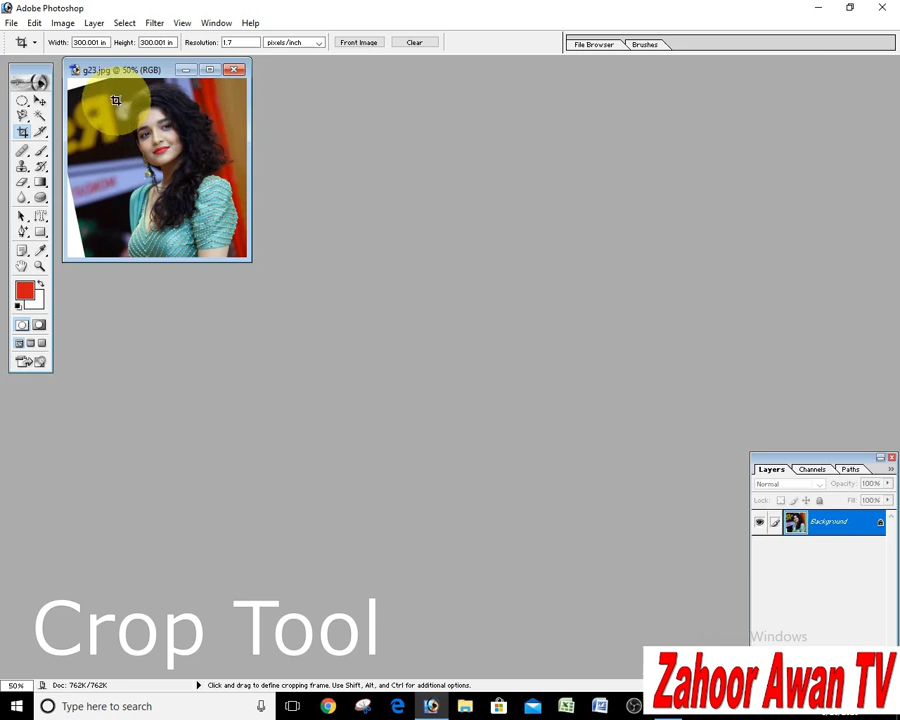 Adobe Photoshop
File Edit Image Layer Select Filter View Window Help
Width: 300.001 in Height: 300.001 in Resolution: 1.7 pixels/inch Front Image Clear File Browser Brushes
g23.jpg @ 50% (RGB)
Layers Channels Paths
Normal Opacity: 100%
Lock: Fill: 100%
Background
Crop Tool
Windows
Zahoor Awan TV
50% Doc: 762K/762K Click and drag to define cropping frame. Use Shift, Alt, and Ctrl for additional options.
Type here to search